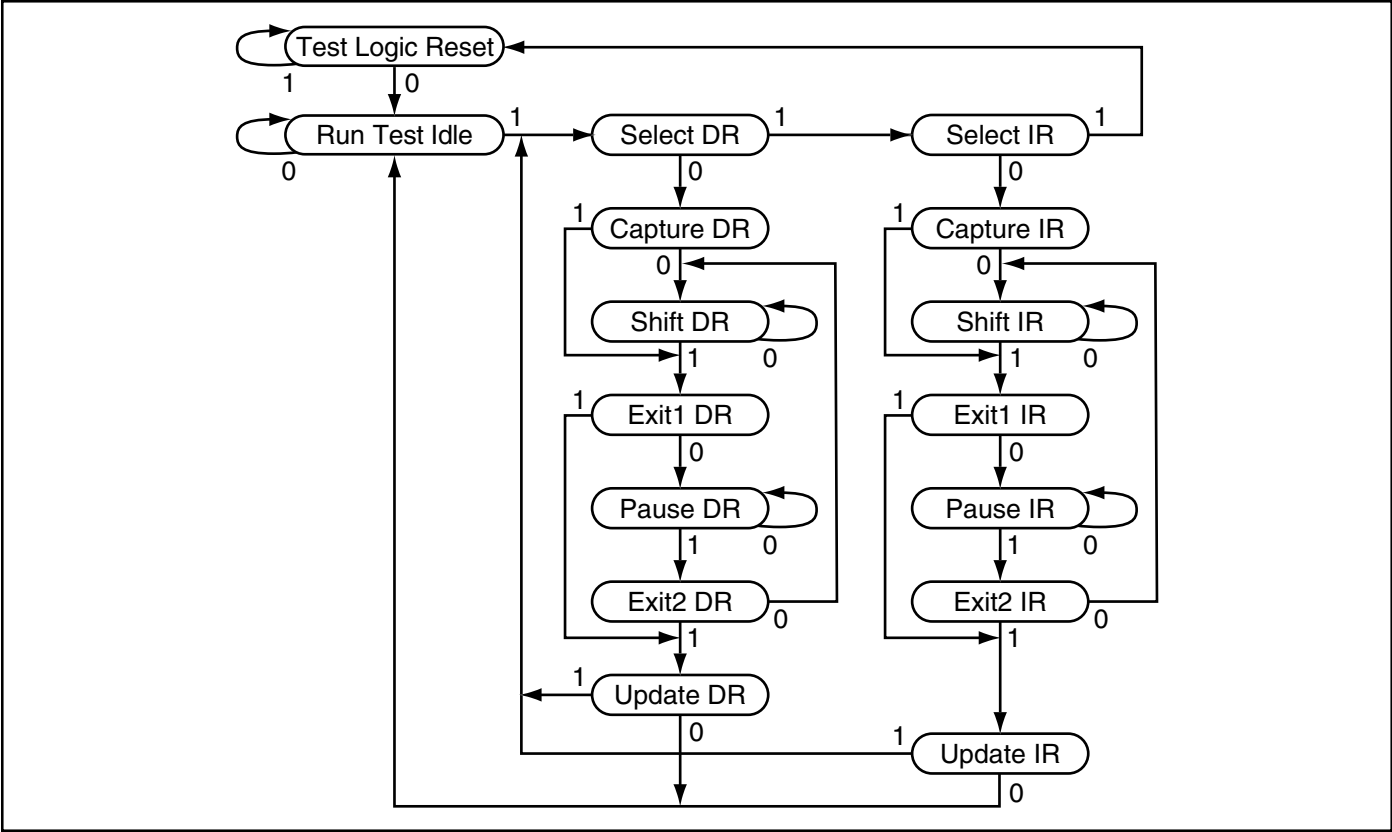 Test Logic Reset
1
0
Run Test Idle
1
0
Select DR
1
0
Select IR
1
0
1
Capture DR
0
1
Capture IR
0
Shift DR
0
1
Shift IR
0
1
1
Exit1 DR
0
1
Exit1 IR
0
Pause DR
0
1
Pause IR
0
1
Exit2 DR
0
1
Exit2 IR
0
1
1
Update DR
0
1
Update IR
0